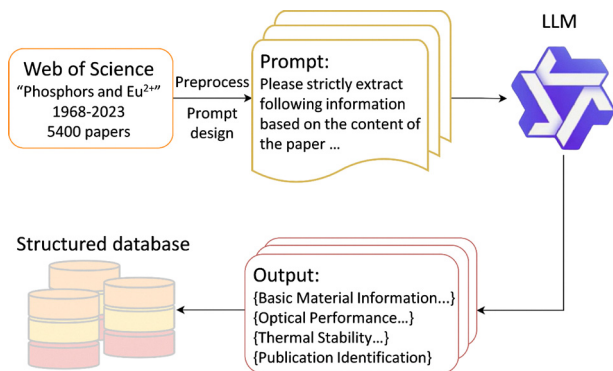 Web of Science
“Phosphors and Eu²⁺”
1968-2023
5400 papers
Preprocess
Prompt
design
Prompt:
Please strictly extract
following information
based on the content of
the paper ...
LLM
Structured database
Output:
{Basic Material Information...}
{Optical Performance...}
{Thermal Stability...}
{Publication Identification}